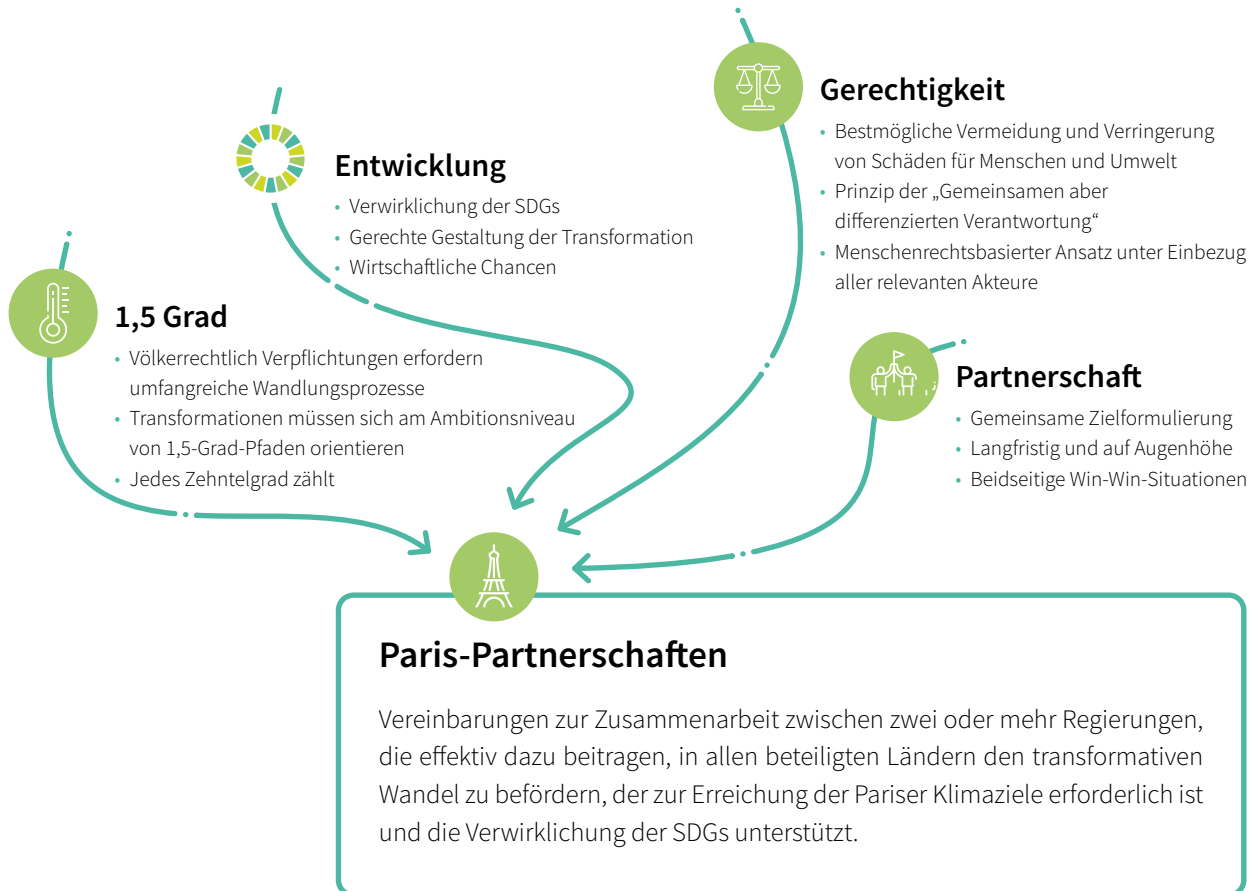 Gerechtigkeit
• Bestmögliche Vermeidung und Verringerung
von Schäden für Menschen und Umwelt
• Prinzip der „Gemeinsamen aber
differenzierten Verantwortung“
• Menschenrechtsbasierter Ansatz unter Einbezug
aller relevanten Akteure
Entwicklung
• Verwirklichung der SDGs
• Gerechte Gestaltung der Transformation
• Wirtschaftliche Chancen
1,5 Grad
• Völkerrechtlich Verpflichtungen erfordern
umfangreiche Wandlungsprozesse
• Transformationen müssen sich am Ambitionsniveau
von 1,5-Grad-Pfaden orientieren
• Jedes Zehntelgrad zählt
Partnerschaft
• Gemeinsame Zielformulierung
• Langfristig und auf Augenhöhe
• Beidseitige Win-Win-Situationen
Paris-Partnerschaften
Vereinbarungen zur Zusammenarbeit zwischen zwei oder mehr Regierungen,
die effektiv dazu beitragen, in allen beteiligten Ländern den transformativen
Wandel zu befördern, der zur Erreichung der Pariser Klimaziele erforderlich ist
und die Verwirklichung der SDGs unterstützt.